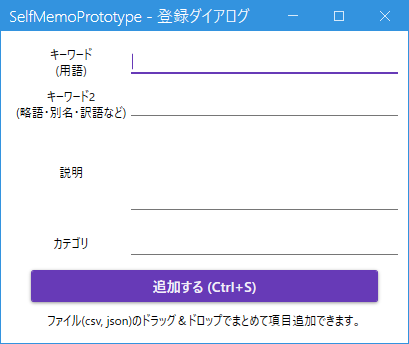 SelfMemoPrototype - 登録ダイアログ
キーワード
(用語)
キーワード2
(略語・別名・訳語など)
説明
カテゴリ
追加する (Ctrl+S)
ファイル(csv, json)のドラッグ＆ドロップでまとめて項目追加できます。